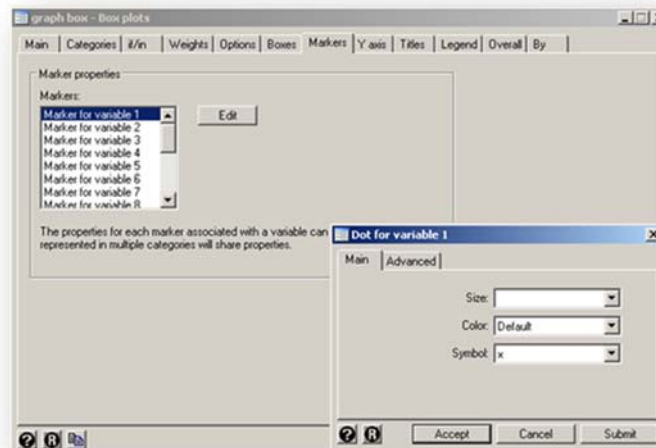 graph box - Box plots
Main Categories if/in Weights Options Boxes Markers Y axis Titles Legend Overall By
Marker properties
Markers:
Marker for variable 1
Marker for variable 2
Marker for variable 3
Marker for variable 4
Marker for variable 5
Marker for variable 6
Marker for variable 7
Marker for variable 8
Edit
The properties for each marker associated with a variable can
represented in multiple categories will share properties.
Dot for variable 1
Main Advanced
Size:
Color: Default
Symbol: x
? R
? R Accept Cancel Submit